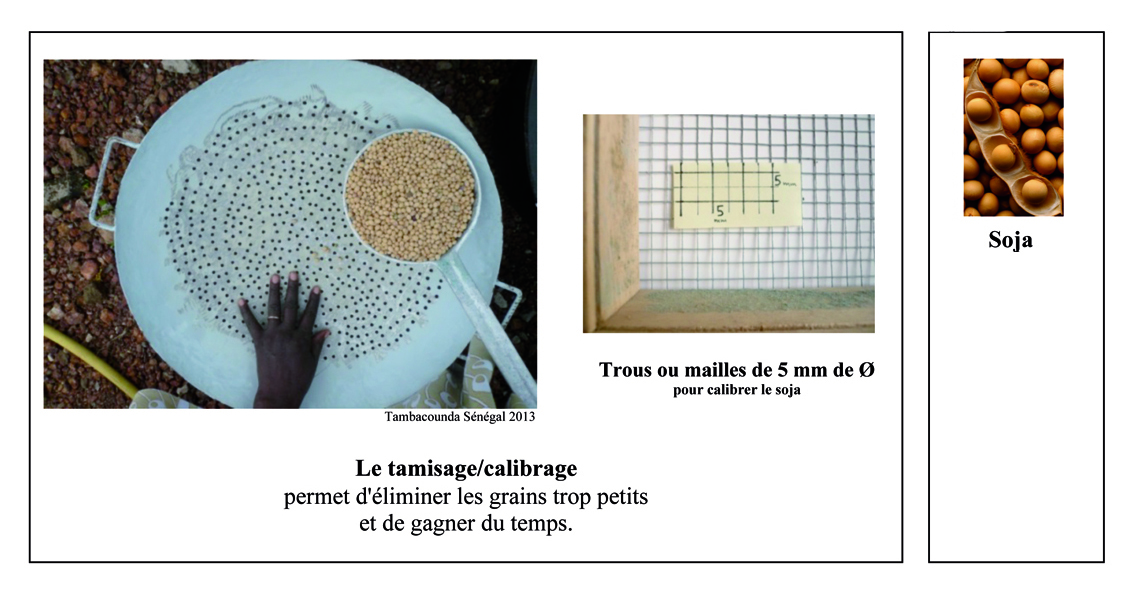 5
5
Tambacounda Sénégal 2013
Trous ou mailles de 5 mm de Ø
pour calibrer le soja
Le tamisage/calibrage
permet d'éliminer les grains trop petits
et de gagner du temps.
Soja